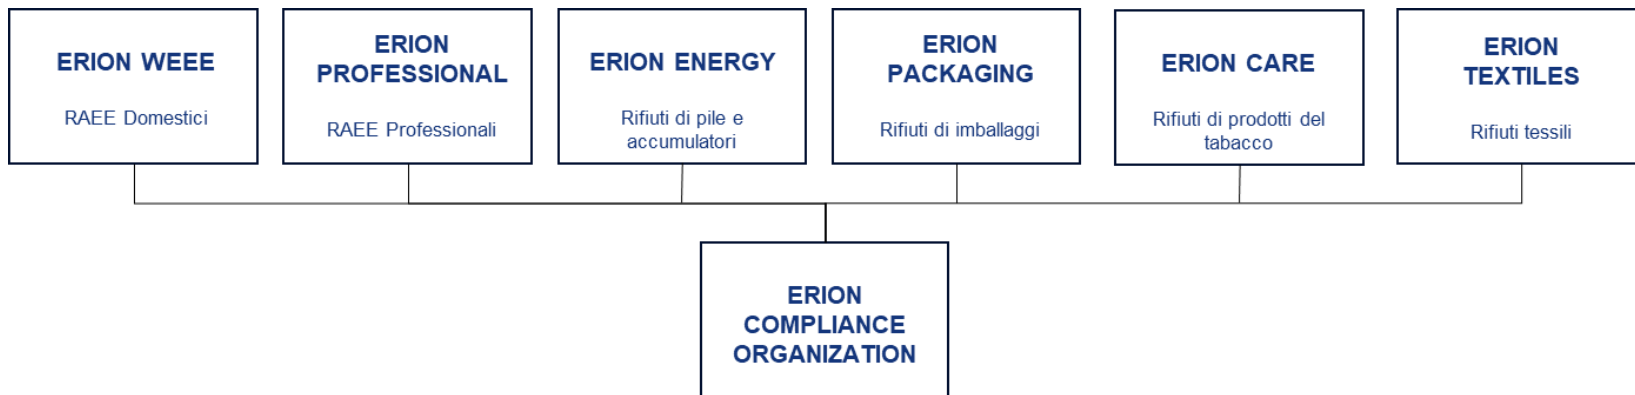 ERION WEEE
RAEE Domestici
ERION
PROFESSIONAL
RAEE Professionali
ERION ENERGY
Rifiuti di pile e
accumulatori
ERION
PACKAGING
Rifiuti di imballaggi
ERION CARE
Rifiuti di prodotti del
tabacco
ERION
TEXTILES
Rifiuti tessili
ERION
COMPLIANCE
ORGANIZATION